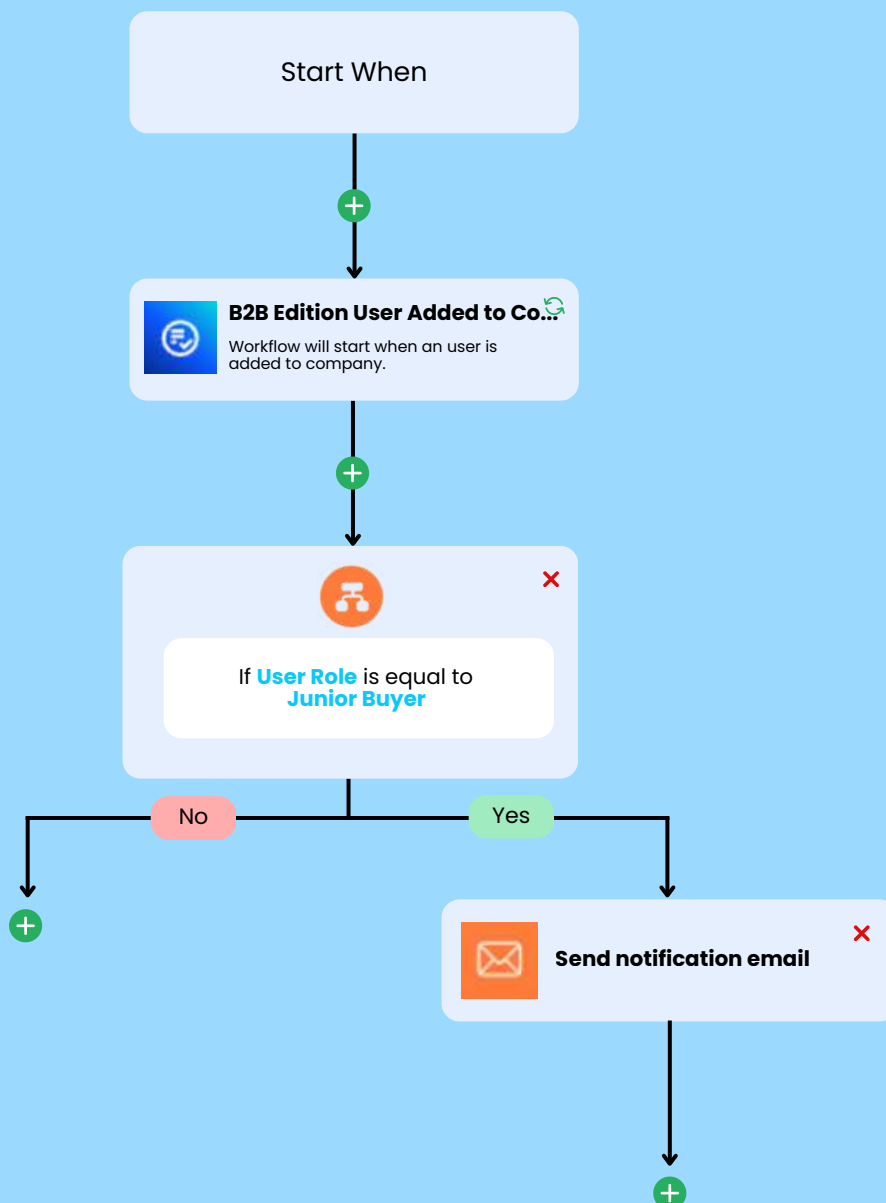 Start When
B2B Edition User Added to Co...
Workflow will start when an user is
added to company.
If User Role is equal to
Junior Buyer
No
Yes
Send notification email